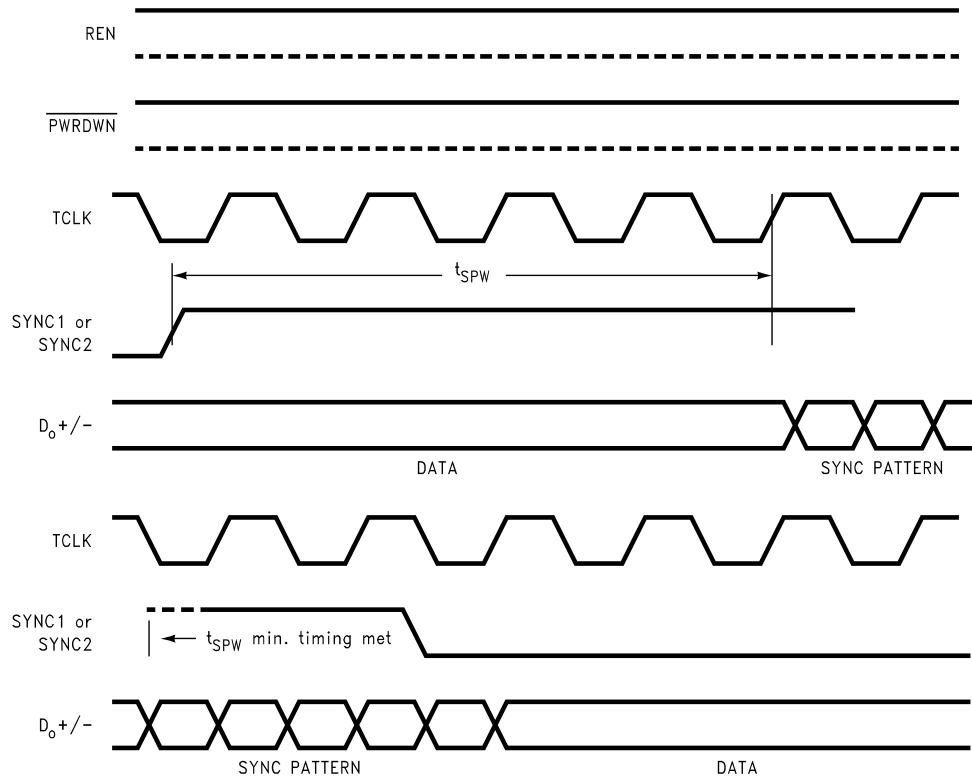 REN
PWRDWN
TCLK
tSPW
SYNC1 or
SYNC2
Do+/-
DATA
SYNC PATTERN
TCLK
SYNC1 or
SYNC2
tSPW min. timing met
Do+/-
SYNC PATTERN
DATA